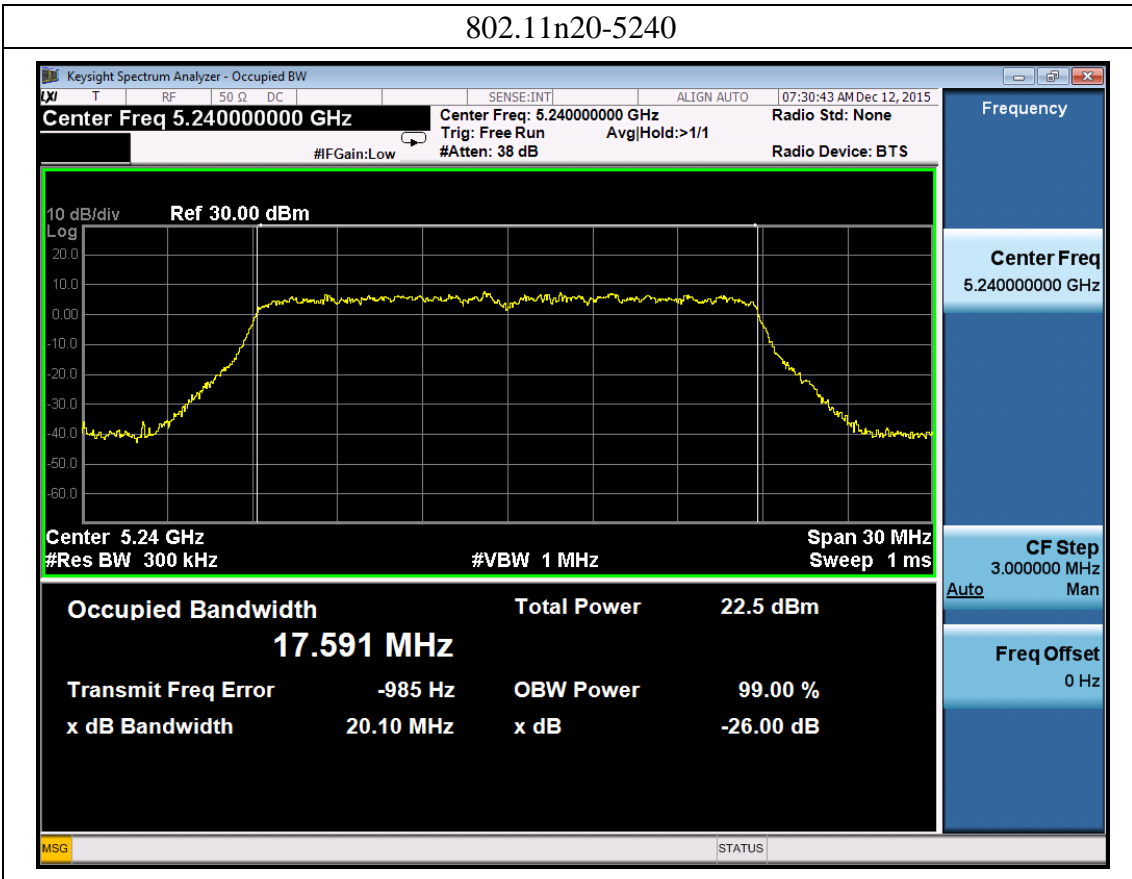 802.11n20-5240
Keysight Spectrum Analyzer - Occupied BW
LXI T RF 50 Ω DC SENSE:INT ALIGN AUTO 07:30:43 AM Dec 12, 2015
Center Freq 5.240000000 GHz
Center Freq: 5.240000000 GHz Radio Std: None
Trig: Free Run Avg|Hold:>1/1
#IFGain:Low #Atten: 38 dB Radio Device: BTS
10 dB/div Ref 30.00 dBm
Log
20.0
10.0
0.00
-10.0
-20.0
-30.0
-40.0
-50.0
-60.0
Center 5.24 GHz Span 30 MHz
#Res BW 300 kHz #VBW 1 MHz Sweep 1 ms
Occupied Bandwidth Total Power 22.5 dBm
17.591 MHz
Transmit Freq Error -985 Hz OBW Power 99.00 %
x dB Bandwidth 20.10 MHz x dB -26.00 dB
Frequency
Center Freq
5.240000000 GHz
CF Step
3.000000 MHz
Auto Man
Freq Offset
0 Hz
MSG STATUS